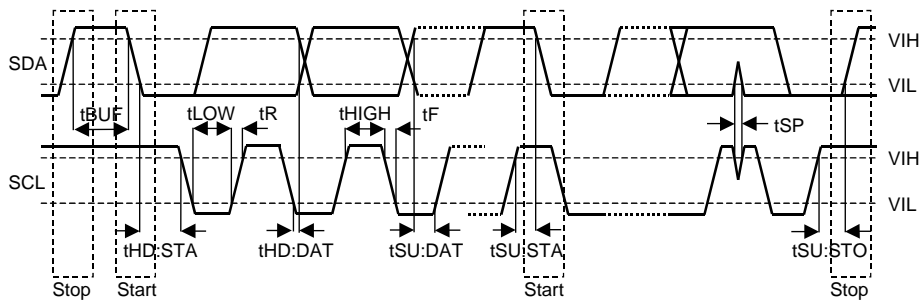 VIH
SDA
VIL
tBUF tLOW tR tHIGH tF tSP
VIH
SCL
VIL
tHD:STA tHD:DAT tSU:DAT tSU:STA tSU:STO
Stop Start Start Stop